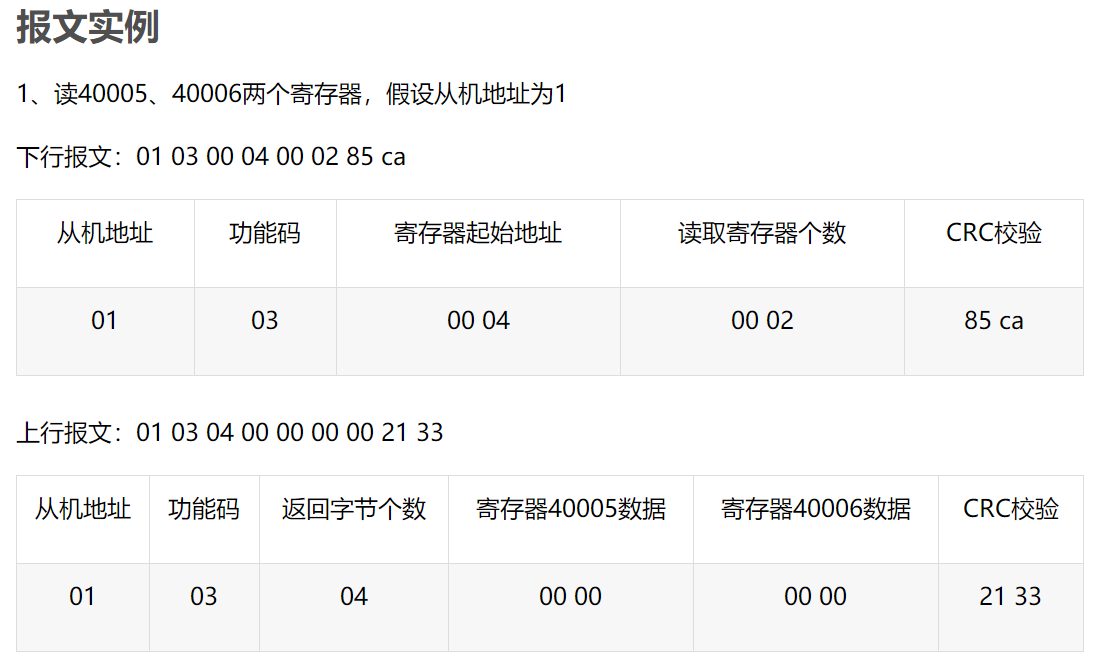 报文实例
1、读40005、40006两个寄存器，假设从机地址为1
下行报文：01 03 00 04 00 02 85 ca
从机地址 功能码 寄存器起始地址 读取寄存器个数 CRC校验
01 03 00 04 00 02 85 ca
上行报文：01 03 04 00 00 00 00 21 33
从机地址 功能码 返回字节个数 寄存器40005数据 寄存器40006数据 CRC校验
01 03 04 00 00 00 00 21 33